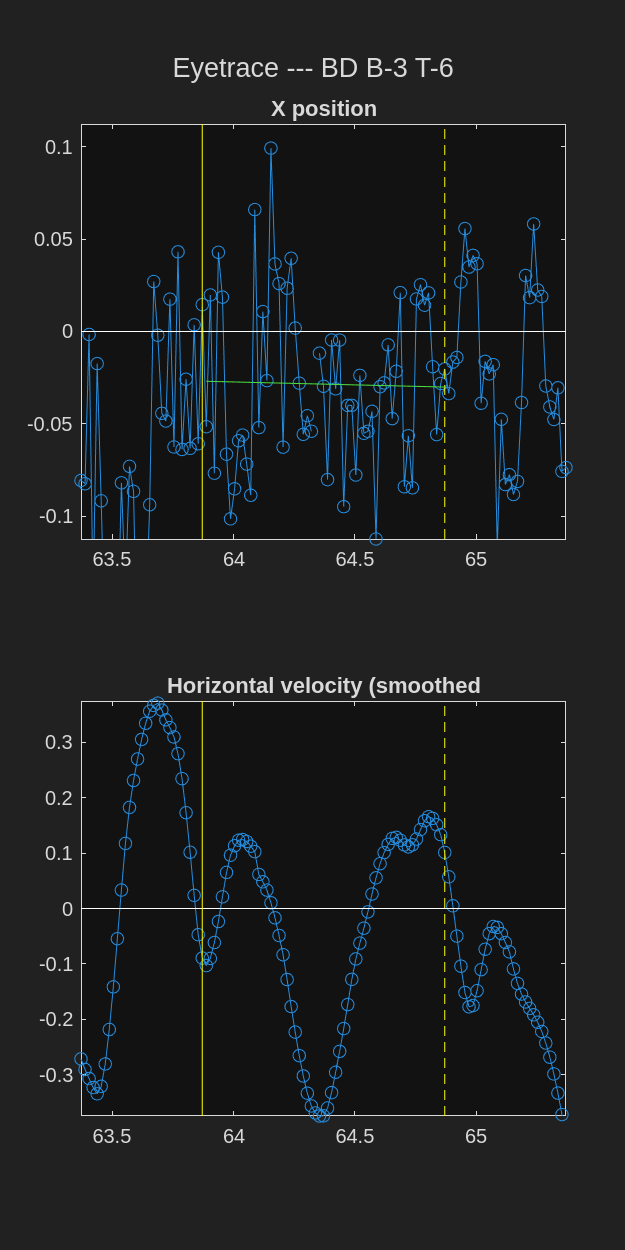 Eyetrace --- BD B-3 T-6
X position
0.1
0.05
0
-0.05
-0.1
63.5 64 64.5 65
Horizontal velocity (smoothed
0.3
0.2
0.1
0
-0.1
-0.2
-0.3
63.5 64 64.5 65